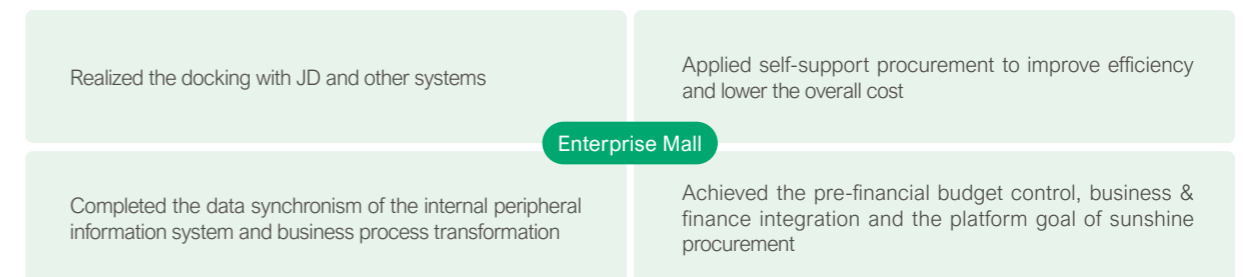 Realized the docking with JD and other systems
Applied self-support procurement to improve efficiency
and lower the overall cost
Enterprise Mall
Completed the data synchronism of the internal peripheral
information system and business process transformation
Achieved the pre-financial budget control, business &
finance integration and the platform goal of sunshine
procurement